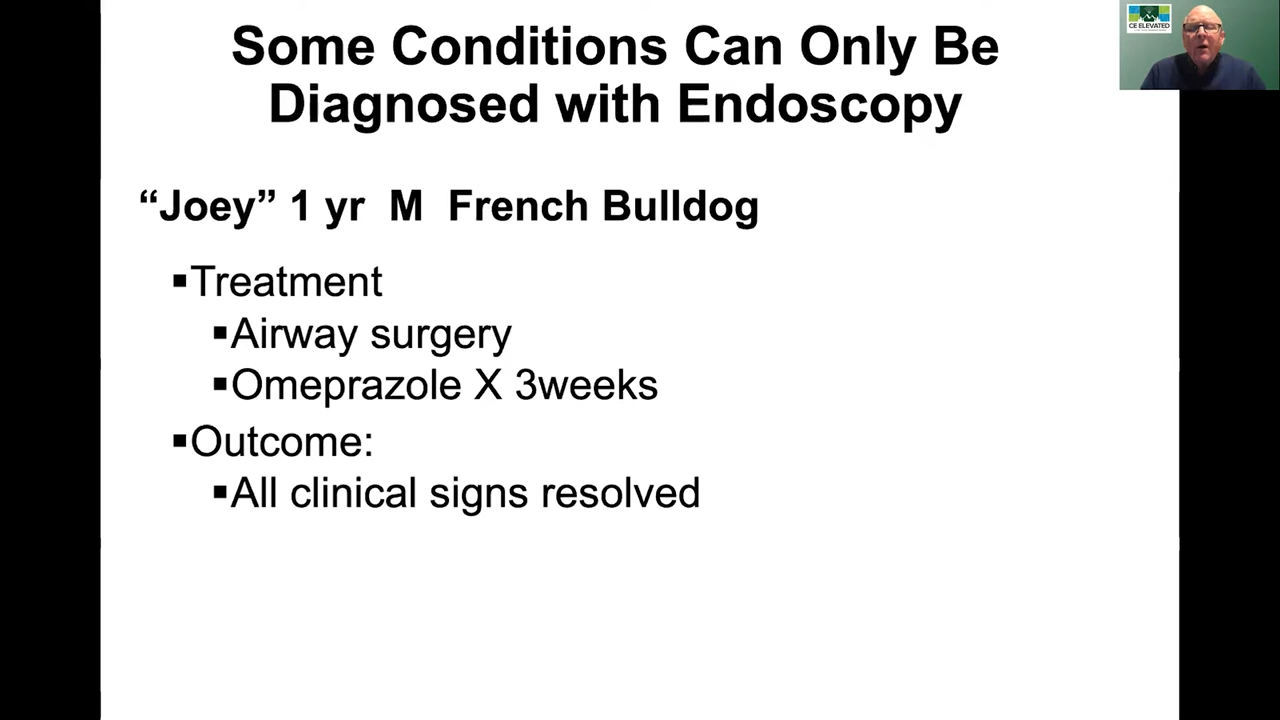 Some Conditions Can Only Be
Diagnosed with Endoscopy
CE ELEVATED
“Joey” 1 yr M French Bulldog
▪Treatment
▪Airway surgery
▪Omeprazole X 3weeks
▪Outcome:
▪All clinical signs resolved